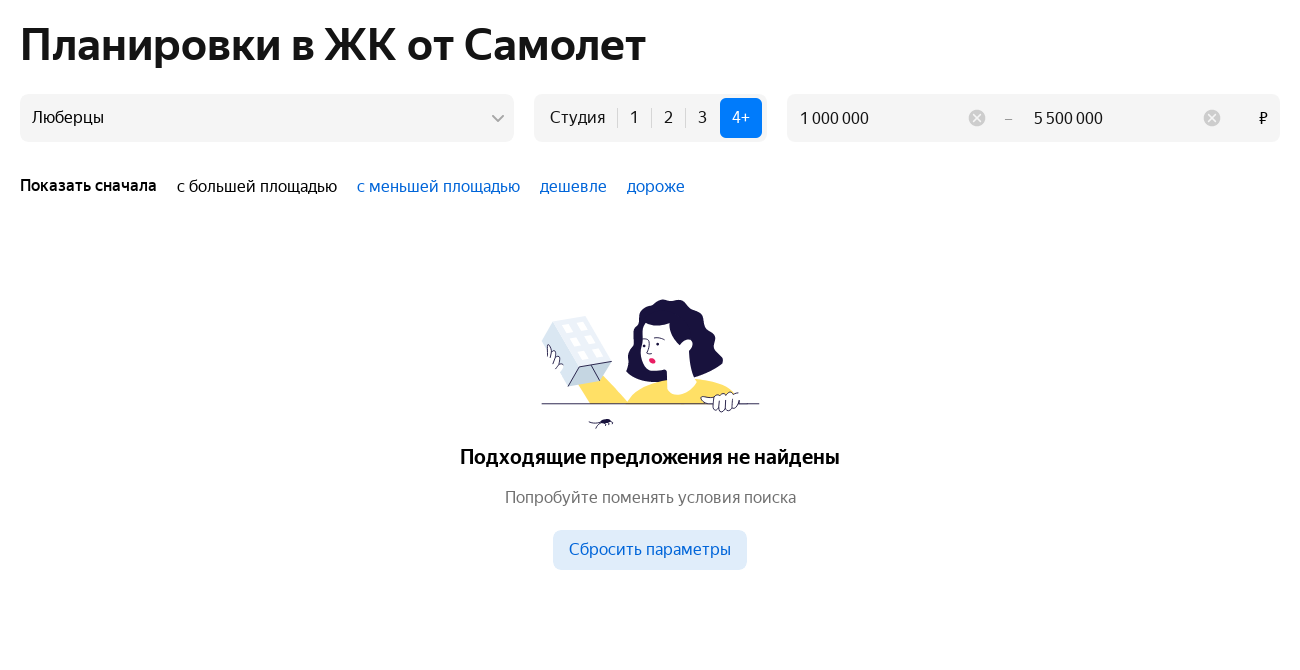 Планировки в ЖК от Самолет
Люберцы
Студия 1 2 3 4+
1 000 000 – 5 500 000 ₽
Показать сначала с большей площадью с меньшей площадью дешевле дороже
Подходящие предложения не найдены
Попробуйте поменять условия поиска
Сбросить параметры